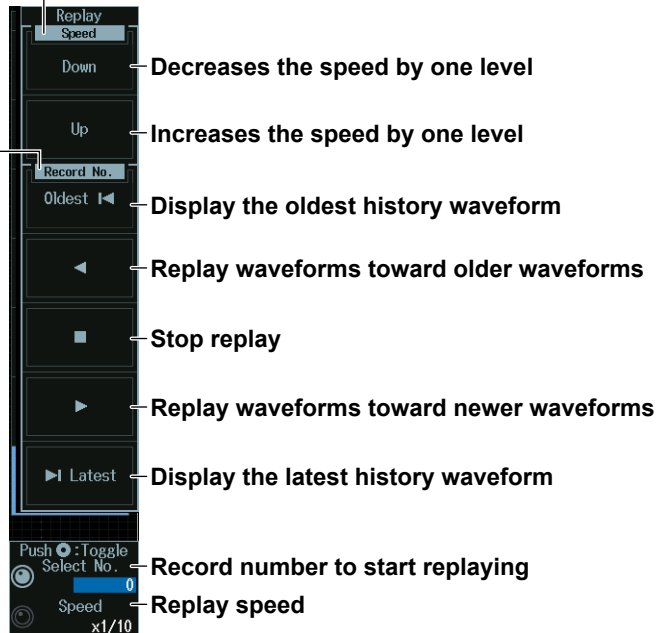 Replay
Speed
Down
Decreases the speed by one level
Up
Increases the speed by one level
Record No.
Oldest
Display the oldest history waveform
Replay waveforms toward older waveforms
Stop replay
Replay waveforms toward newer waveforms
Latest
Display the latest history waveform
Push :Toggle
Select No.
Record number to start replaying
0
Speed
Replay speed
x1/10